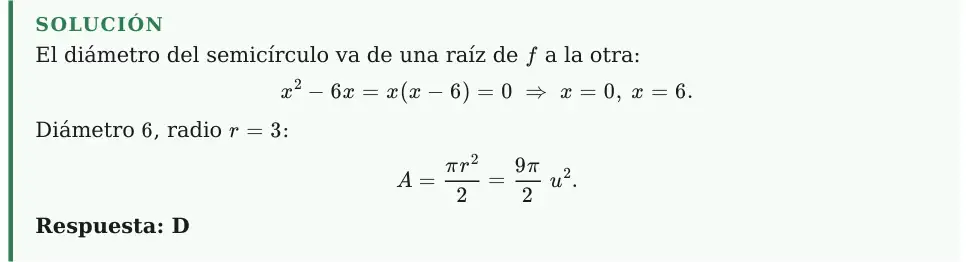 SOLUCIÓN
El diámetro del semicírculo va de una raíz de f a la otra:
x² − 6x = x(x − 6) = 0 ⇒ x = 0, x = 6.
Diámetro 6, radio r = 3:
A = πr²/2 = 9π/2 u².
Respuesta: D